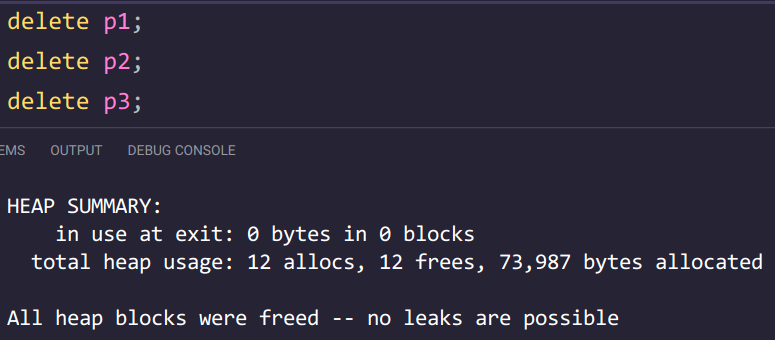 delete p1;
delete p2;
delete p3;
EMS OUTPUT DEBUG CONSOLE
HEAP SUMMARY:
in use at exit: 0 bytes in 0 blocks
total heap usage: 12 allocs, 12 frees, 73,987 bytes allocated
All heap blocks were freed -- no leaks are possible